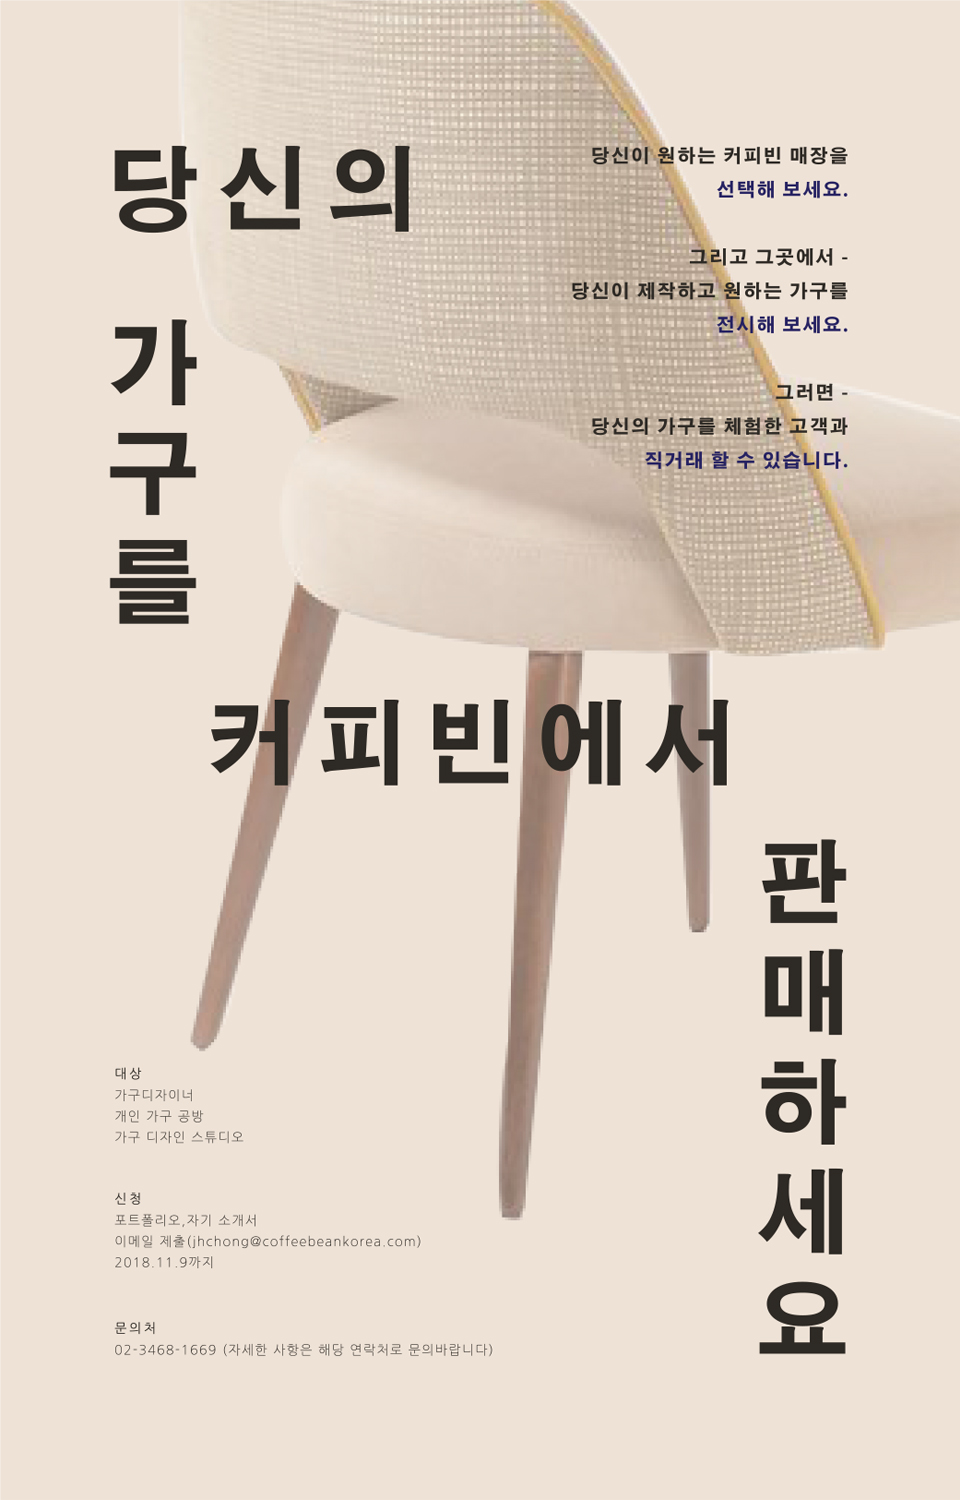 당신의
가구를
커피빈에서
판매하세요
당신이 원하는 커피빈 매장을
선택해 보세요.
그리고 그곳에서 -
당신이 제작하고 원하는 가구를
전시해 보세요.
그러면 -
당신의 가구를 체험한 고객과
직거래 할 수 있습니다.
대상
가구디자이너
개인 가구 공방
가구 디자인 스튜디오
신청
포트폴리오,자기 소개서
이메일 제출(jhchong@coffeebeankorea.com)
2018.11.9까지
문의처
02-3468-1669 (자세한 사항은 해당 연락처로 문의바랍니다)